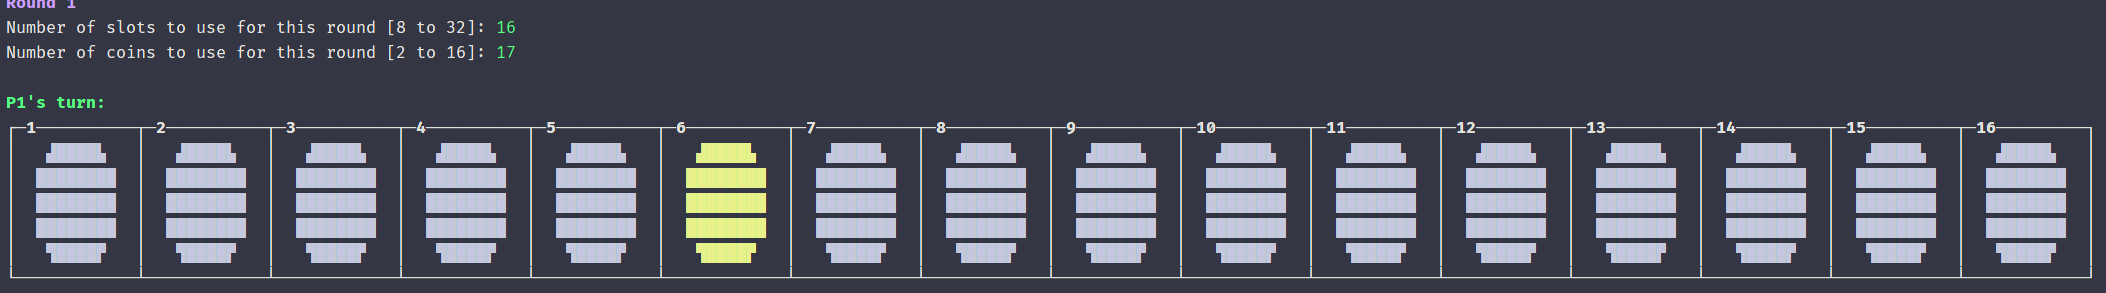 Round 1
Number of slots to use for this round [8 to 32]: 16
Number of coins to use for this round [2 to 16]: 17
P1's turn:
1 2 3 4 5 6 7 8 9 10 11 12 13 14 15 16